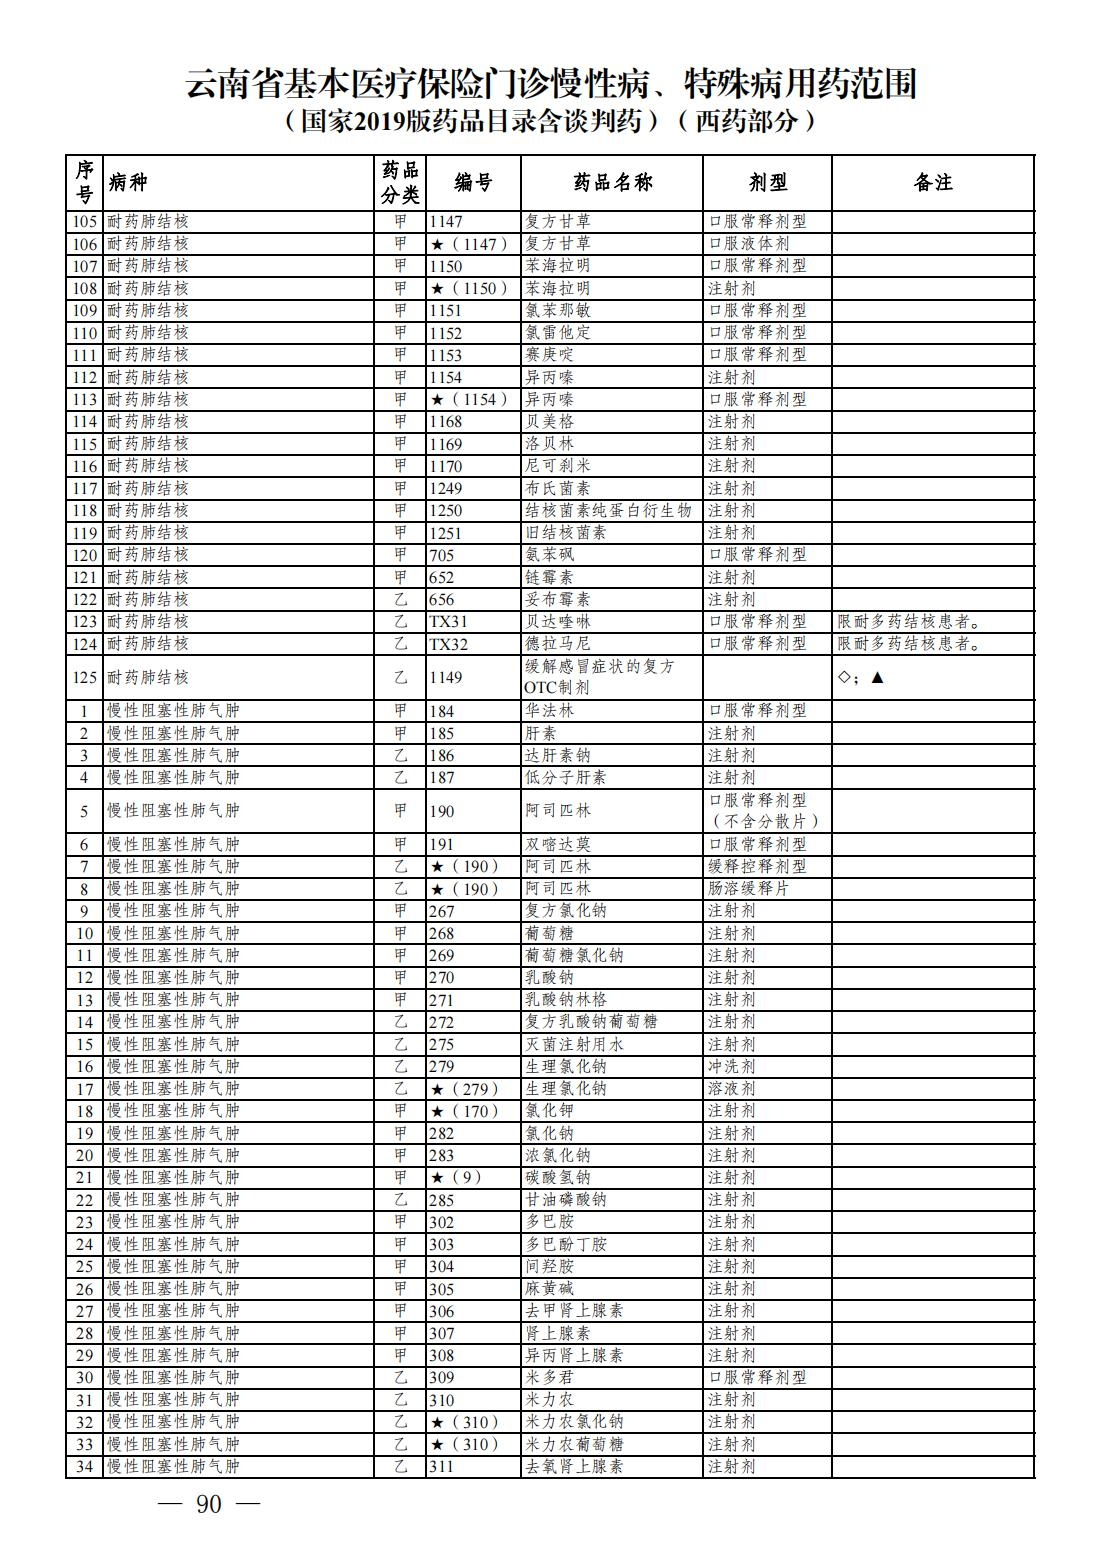 云南省基本医疗保险门诊慢性病、特殊病用药范围
（国家2019版药品目录含谈判药）（西药部分）
序号 病种 药品分类 编号 药品名称 剂型 备注
105 耐药肺结核 甲 1147 复方甘草 口服常释剂型
106 耐药肺结核 甲 ★（1147） 复方甘草 口服液体剂
107 耐药肺结核 甲 1150 苯海拉明 口服常释剂型
108 耐药肺结核 甲 ★（1150） 苯海拉明 注射剂
109 耐药肺结核 甲 1151 氯苯那敏 口服常释剂型
110 耐药肺结核 甲 1152 氯雷他定 口服常释剂型
111 耐药肺结核 甲 1153 赛庚啶 口服常释剂型
112 耐药肺结核 甲 1154 异丙嗪 注射剂
113 耐药肺结核 甲 ★（1154） 异丙嗪 口服常释剂型
114 耐药肺结核 甲 1168 贝美格 注射剂
115 耐药肺结核 甲 1169 洛贝林 注射剂
116 耐药肺结核 甲 1170 尼可刹米 注射剂
117 耐药肺结核 甲 1249 布氏菌素 注射剂
118 耐药肺结核 甲 1250 结核菌素纯蛋白衍生物 注射剂
119 耐药肺结核 甲 1251 旧结核菌素 注射剂
120 耐药肺结核 甲 705 氨苯砜 口服常释剂型
121 耐药肺结核 甲 652 链霉素 注射剂
122 耐药肺结核 乙 656 妥布霉素 注射剂
123 耐药肺结核 乙 TX31 贝达喹啉 口服常释剂型 限耐多药结核患者。
124 耐药肺结核 乙 TX32 德拉马尼 口服常释剂型 限耐多药结核患者。
125 耐药肺结核 乙 1149 缓解感冒症状的复方OTC制剂 ◇；▲
1 慢性阻塞性肺气肿 甲 184 华法林 口服常释剂型
2 慢性阻塞性肺气肿 甲 185 肝素 注射剂
3 慢性阻塞性肺气肿 乙 186 达肝素钠 注射剂
4 慢性阻塞性肺气肿 乙 187 低分子肝素 注射剂
5 慢性阻塞性肺气肿 甲 190 阿司匹林 口服常释剂型（不含分散片）
6 慢性阻塞性肺气肿 甲 191 双嘧达莫 口服常释剂型
7 慢性阻塞性肺气肿 乙 ★（190） 阿司匹林 缓释控释剂型
8 慢性阻塞性肺气肿 乙 ★（190） 阿司匹林 肠溶缓释片
9 慢性阻塞性肺气肿 甲 267 复方氯化钠 注射剂
10 慢性阻塞性肺气肿 甲 268 葡萄糖 注射剂
11 慢性阻塞性肺气肿 甲 269 葡萄糖氯化钠 注射剂
12 慢性阻塞性肺气肿 甲 270 乳酸钠 注射剂
13 慢性阻塞性肺气肿 甲 271 乳酸钠林格 注射剂
14 慢性阻塞性肺气肿 乙 272 复方乳酸钠葡萄糖 注射剂
15 慢性阻塞性肺气肿 乙 275 灭菌注射用水 注射剂
16 慢性阻塞性肺气肿 乙 279 生理氯化钠 冲洗剂
17 慢性阻塞性肺气肿 乙 ★（279） 生理氯化钠 溶液剂
18 慢性阻塞性肺气肿 甲 ★（170） 氯化钾 注射剂
19 慢性阻塞性肺气肿 甲 282 氯化钠 注射剂
20 慢性阻塞性肺气肿 甲 283 浓氯化钠 注射剂
21 慢性阻塞性肺气肿 甲 ★（9） 碳酸氢钠 注射剂
22 慢性阻塞性肺气肿 乙 285 甘油磷酸钠 注射剂
23 慢性阻塞性肺气肿 甲 302 多巴胺 注射剂
24 慢性阻塞性肺气肿 甲 303 多巴酚丁胺 注射剂
25 慢性阻塞性肺气肿 甲 304 间羟胺 注射剂
26 慢性阻塞性肺气肿 甲 305 麻黄碱 注射剂
27 慢性阻塞性肺气肿 甲 306 去甲肾上腺素 注射剂
28 慢性阻塞性肺气肿 甲 307 肾上腺素 注射剂
29 慢性阻塞性肺气肿 甲 308 异丙肾上腺素 注射剂
30 慢性阻塞性肺气肿 乙 309 米多君 口服常释剂型
31 慢性阻塞性肺气肿 乙 310 米力农 注射剂
32 慢性阻塞性肺气肿 乙 ★（310） 米力农氯化钠 注射剂
33 慢性阻塞性肺气肿 乙 ★（310） 米力农葡萄糖 注射剂
34 慢性阻塞性肺气肿 乙 311 去氧肾上腺素 注射剂
— 90 —